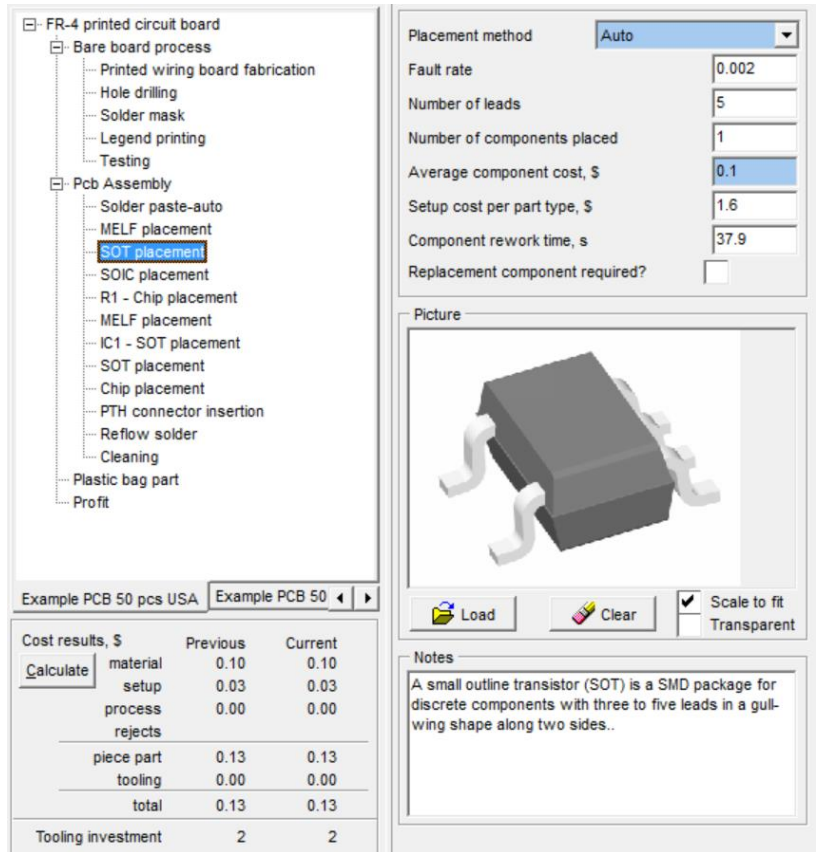 FR-4 printed circuit board
Bare board process
Printed wiring board fabrication
Hole drilling
Solder mask
Legend printing
Testing
Pcb Assembly
Solder paste-auto
MELF placement
SOT placement
SOIC placement
R1 - Chip placement
MELF placement
IC1 - SOT placement
SOT placement
Chip placement
PTH connector insertion
Reflow solder
Cleaning
Plastic bag part
Profit
Example PCB 50 pcs USA Example PCB 50
Cost results, $ Previous Current
Calculate material 0.10 0.10
setup 0.03 0.03
process 0.00 0.00
rejects
piece part 0.13 0.13
tooling 0.00 0.00
total 0.13 0.13
Tooling investment 2 2
Placement method Auto
Fault rate 0.002
Number of leads 5
Number of components placed 1
Average component cost, $ 0.1
Setup cost per part type, $ 1.6
Component rework time, s 37.9
Replacement component required?
Picture
Load Clear Scale to fit
Transparent
Notes
A small outline transistor (SOT) is a SMD package for
discrete components with three to five leads in a gull-
wing shape along two sides..